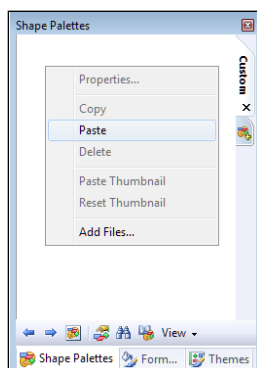 Shape Palettes
Custom
Properties...
Copy
Paste
Delete
Paste Thumbnail
Reset Thumbnail
Add Files...
View
Shape Palettes Form... Themes